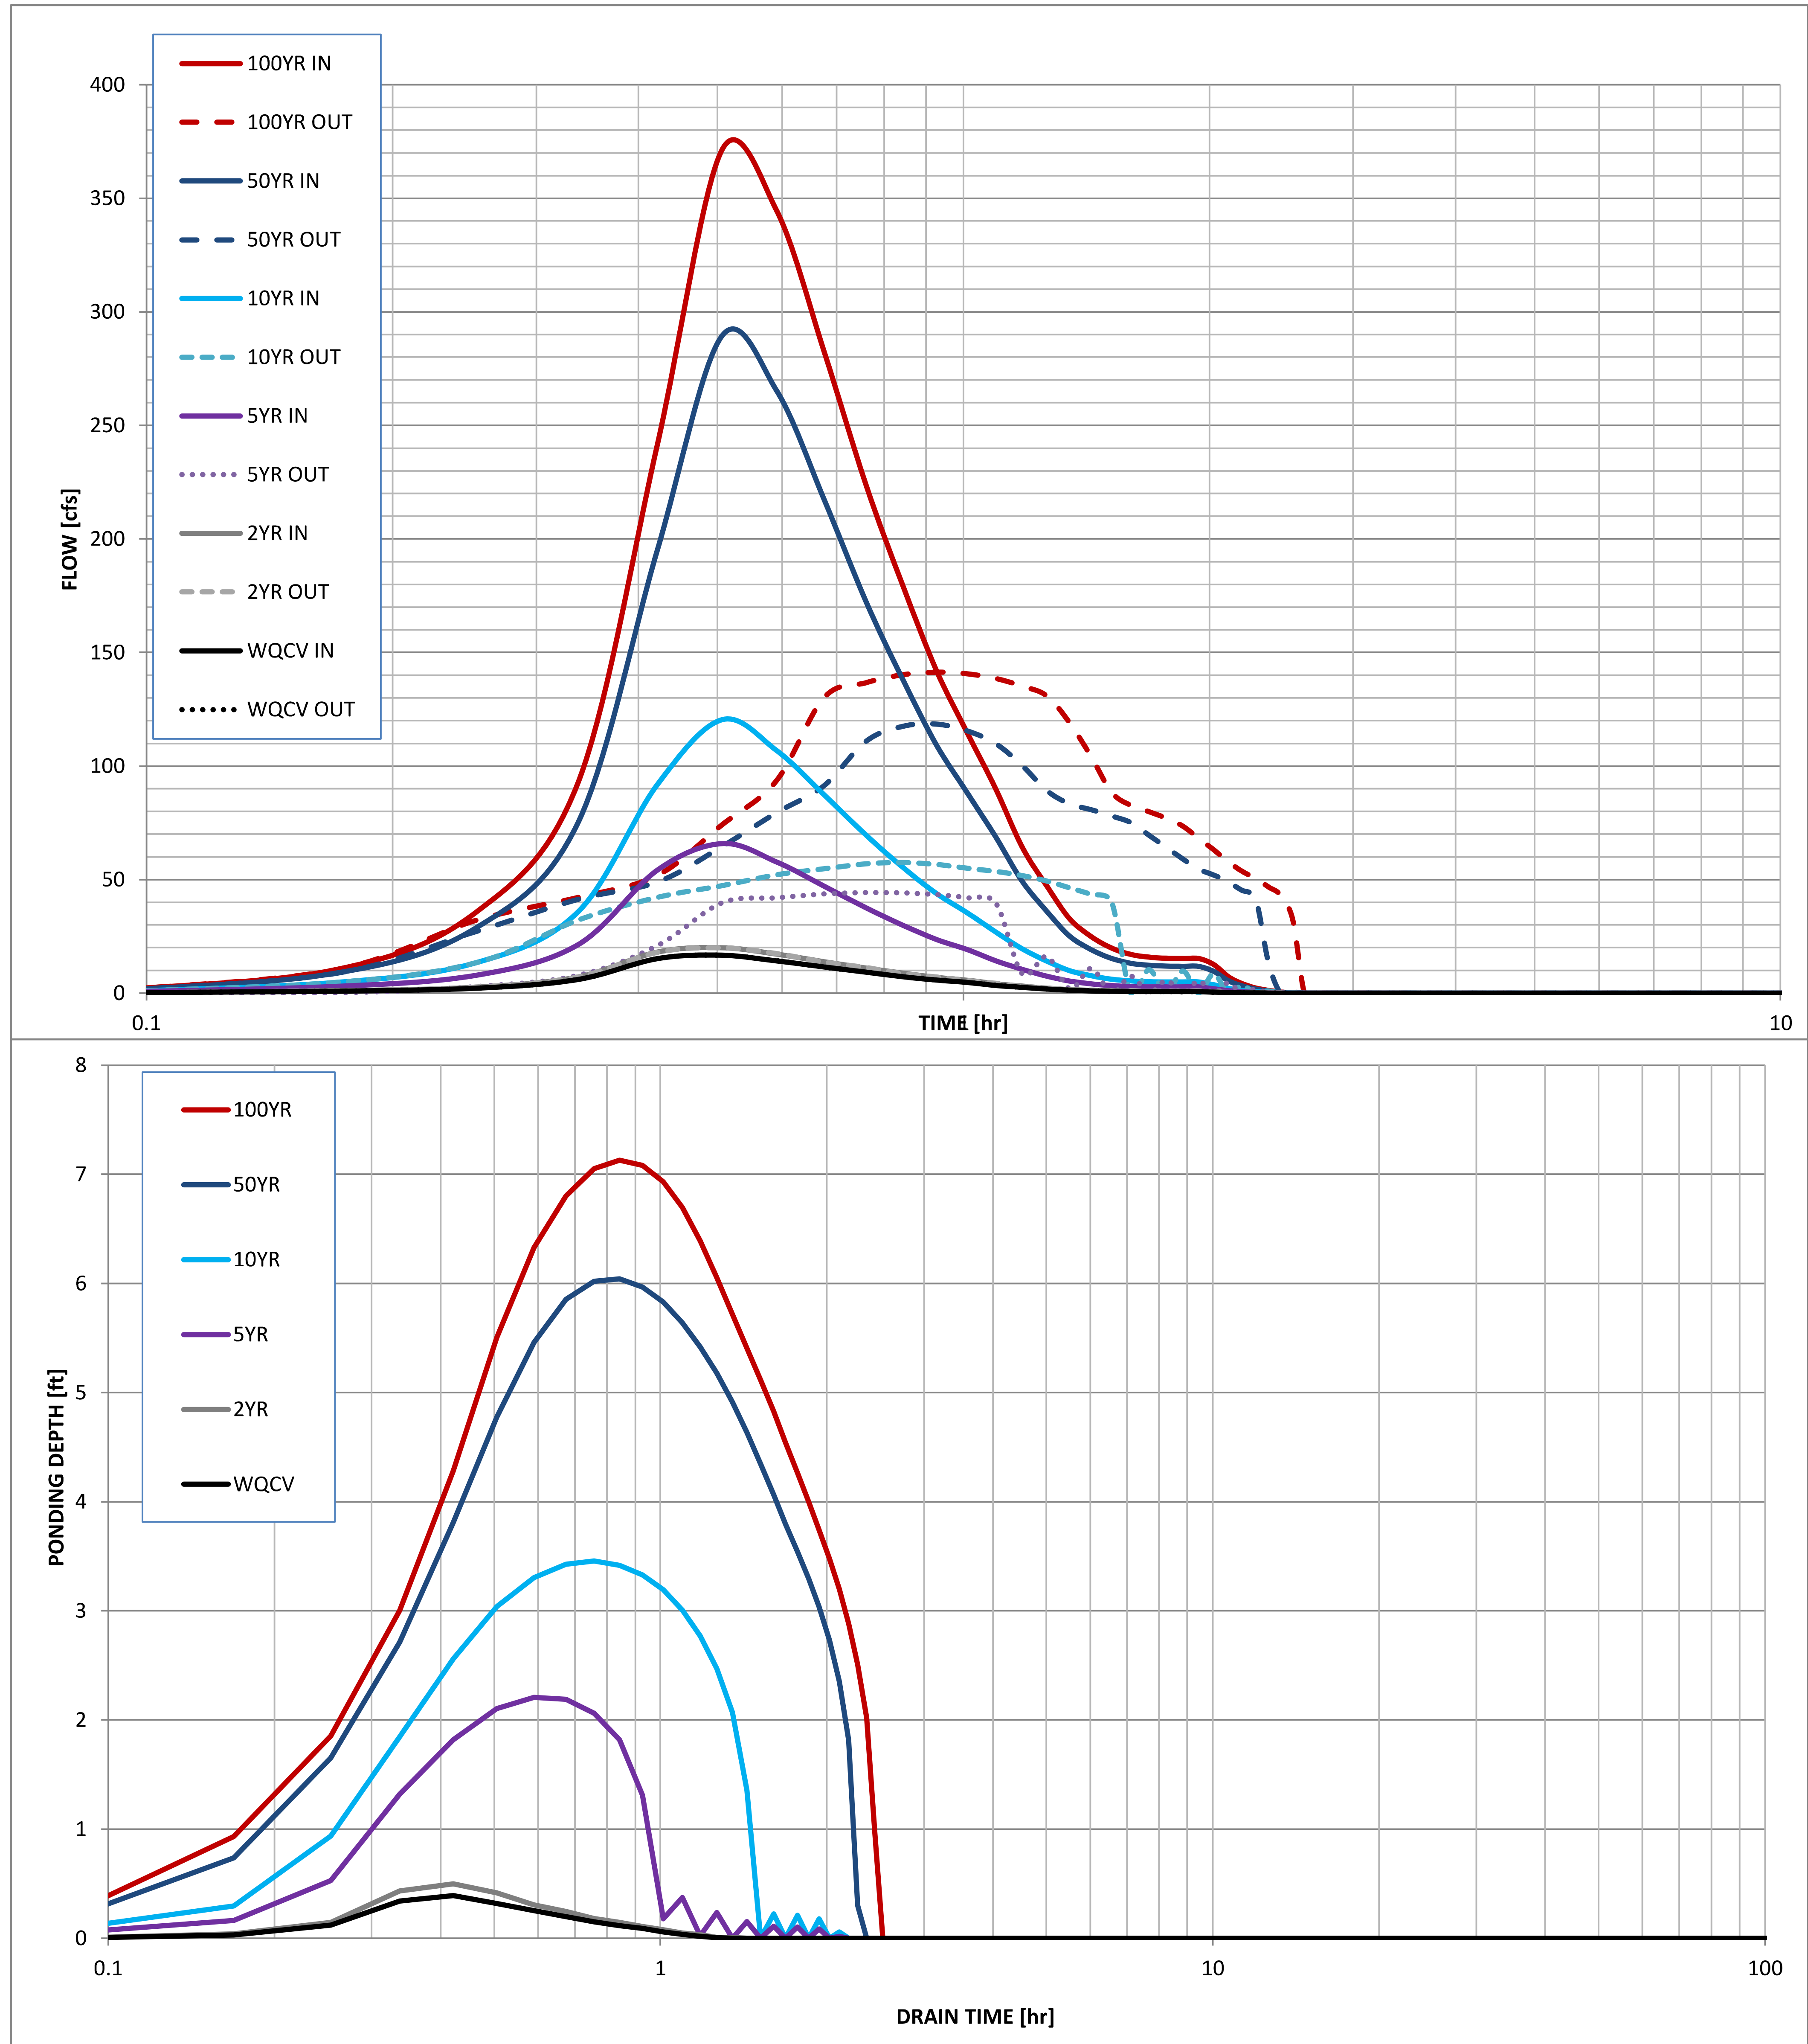 100YR IN
100YR OUT
50YR IN
50YR OUT
10YR IN
10YR OUT
5YR IN
5YR OUT
2YR IN
2YR OUT
WQCV IN
WQCV OUT
400
350
300
250
200
150
100
50
0
FLOW [cfs]
0.1
1
10
TIME [hr]
8
7
6
5
4
3
2
1
0
100YR
50YR
10YR
5YR
2YR
WQCV
PONDING DEPTH [ft]
0.1
1
10
100
DRAIN TIME [hr]